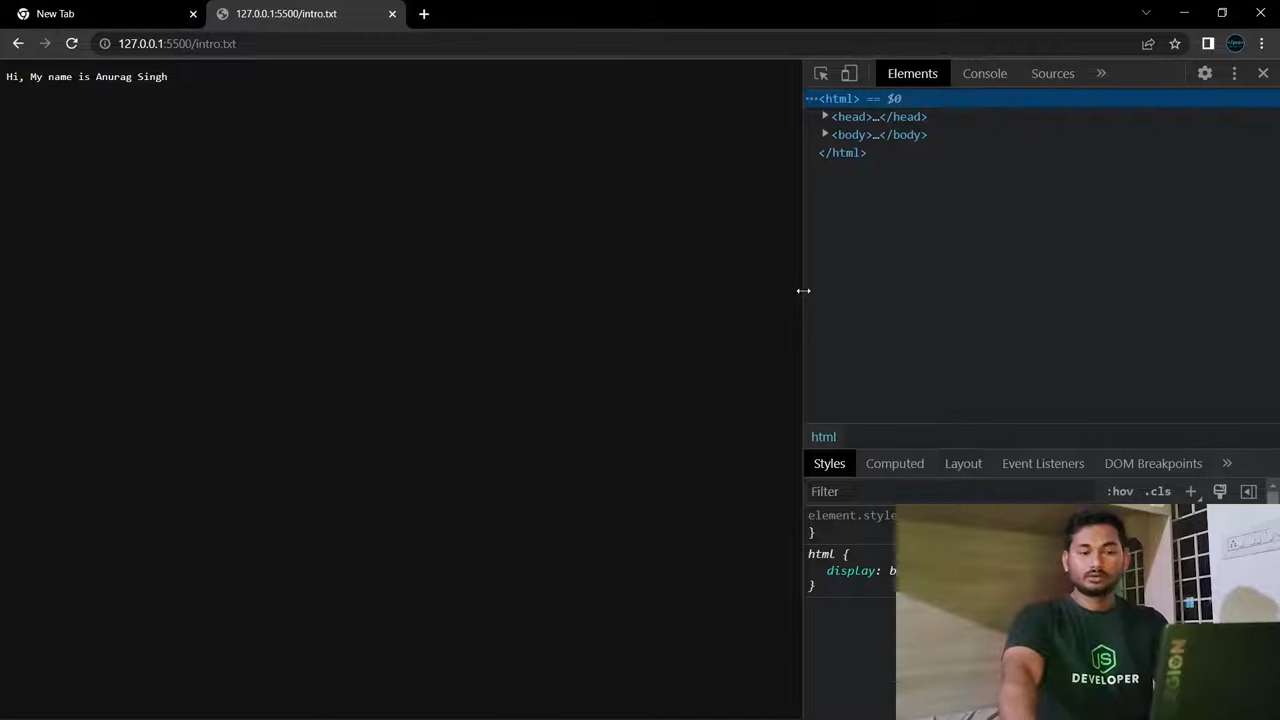 New Tab
127.0.0.1:5500/intro.txt
127.0.0.1:5500/intro.txt
Hi, My name is Anurag Singh
Elements Console Sources »
···<html> == $0
<head>…</head>
<body>…</body>
</html>
html
Styles Computed Layout Event Listeners DOM Breakpoints »
Filter :hov .cls +
element.style
}
html {
display: b
}
JS
DEVELOPER
LEGION